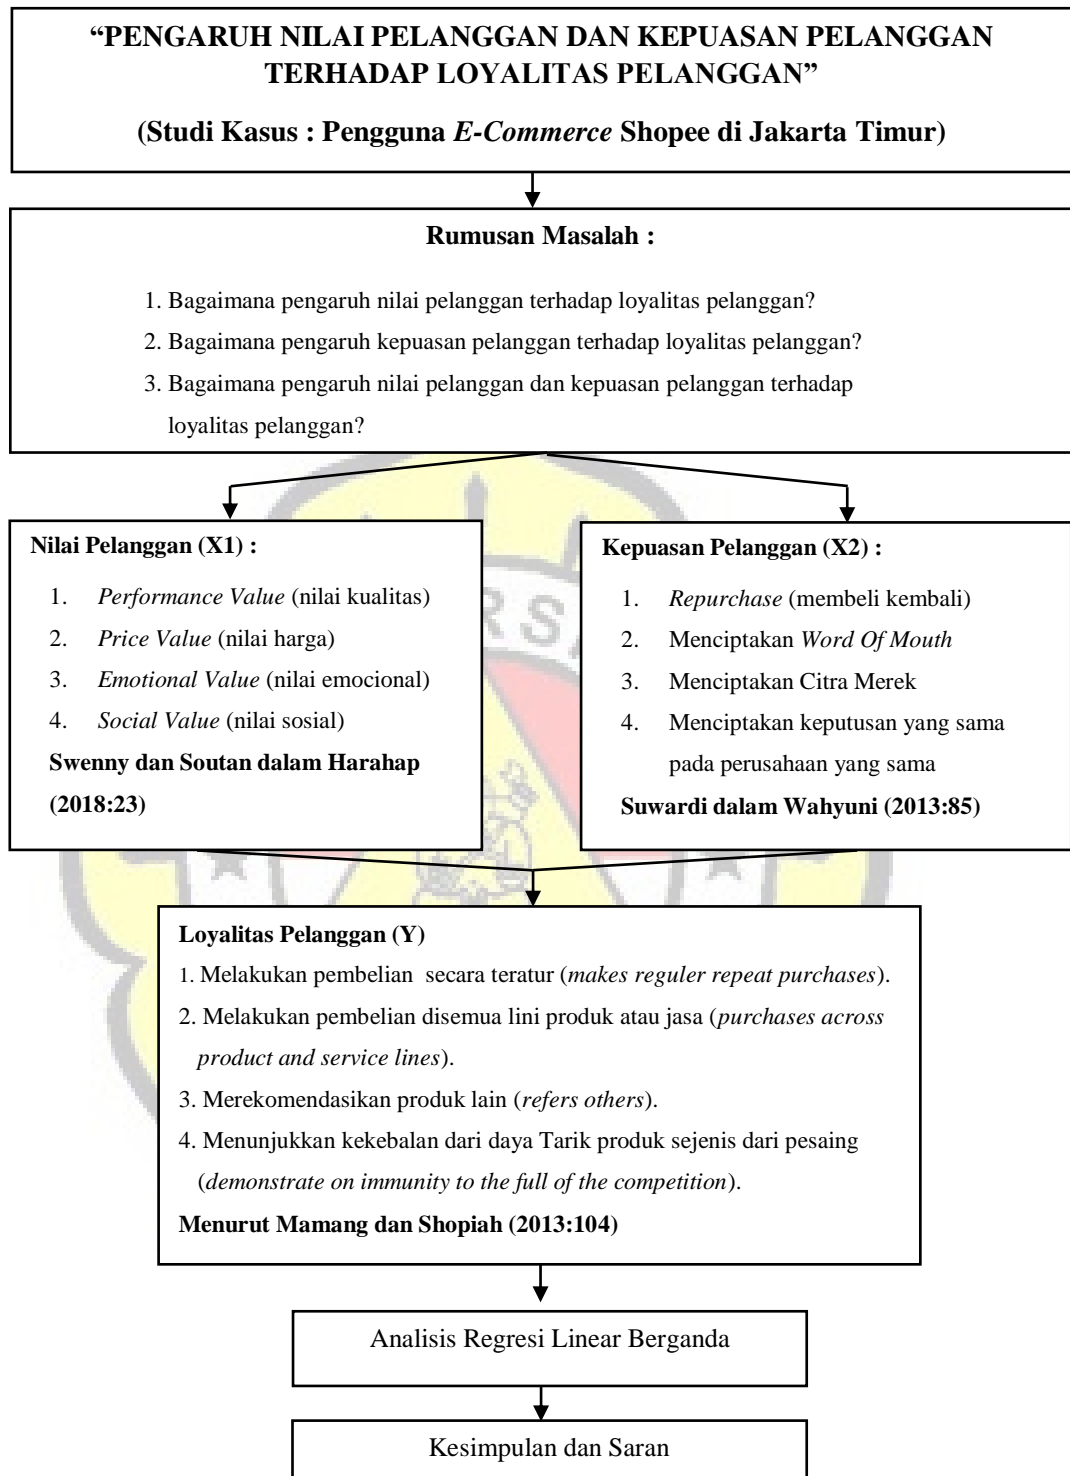 “PENGARUH NILAI PELANGGAN DAN KEPUASAN PELANGGAN
TERHADAP LOYALITAS PELANGGAN”
(Studi Kasus : Pengguna E-Commerce Shopee di Jakarta Timur)
Rumusan Masalah :
1. Bagaimana pengaruh nilai pelanggan terhadap loyalitas pelanggan?
2. Bagaimana pengaruh kepuasan pelanggan terhadap loyalitas pelanggan?
3. Bagaimana pengaruh nilai pelanggan dan kepuasan pelanggan terhadap
loyalitas pelanggan?
Nilai Pelanggan (X1) :
1. Performance Value (nilai kualitas)
2. Price Value (nilai harga)
3. Emotional Value (nilai emocional)
4. Social Value (nilai sosial)
Swenny dan Soutan dalam Harahap
(2018:23)
Kepuasan Pelanggan (X2) :
1. Repurchase (membeli kembali)
2. Menciptakan Word Of Mouth
3. Menciptakan Citra Merek
4. Menciptakan keputusan yang sama
pada perusahaan yang sama
Suwardi dalam Wahyuni (2013:85)
Loyalitas Pelanggan (Y)
1. Melakukan pembelian secara teratur (makes reguler repeat purchases).
2. Melakukan pembelian disemua lini produk atau jasa (purchases across
product and service lines).
3. Merekomendasikan produk lain (refers others).
4. Menunjukkan kekebalan dari daya Tarik produk sejenis dari pesaing
(demonstrate on immunity to the full of the competition).
Menurut Mamang dan Shopiah (2013:104)
Analisis Regresi Linear Berganda
Kesimpulan dan Saran